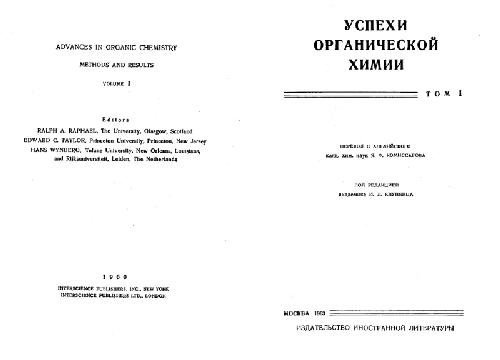 ADVANCES IN ORGANIC CHEMISTRY
METHODS AND RESULTS
VOLUME I
Editors
RALPH A. RAPHAEL, The University, Glasgow, Scotland
EDWARD C. TAYLOR, Princeton University, Princeton, New Jersey
HANS WYNBERG, Tulane University, New Orleans, Louisiana,
and Rijksuniversiteit, Leiden, The Netherlands
1960
INTERSCIENCE PUBLISHERS, INC., NEW YORK
INTERSCIENCE PUBLISHERS LTD., LONDON
УСПЕХИ
ОРГАНИЧЕСКОЙ
ХИМИИ
ТОМ I
ПЕРЕВОД С АНГЛИЙСКОГО
КАНД. ХИМ. НАУК Я. Ф. КОМИССАРОВА
ПОД РЕДАКЦИЕЙ
АКАДЕМИКА И. Л. КНУНЯНЦА
МОСКВА 1963
ИЗДАТЕЛЬСТВО ИНОСТРАННОЙ ЛИТЕРАТУРЫ